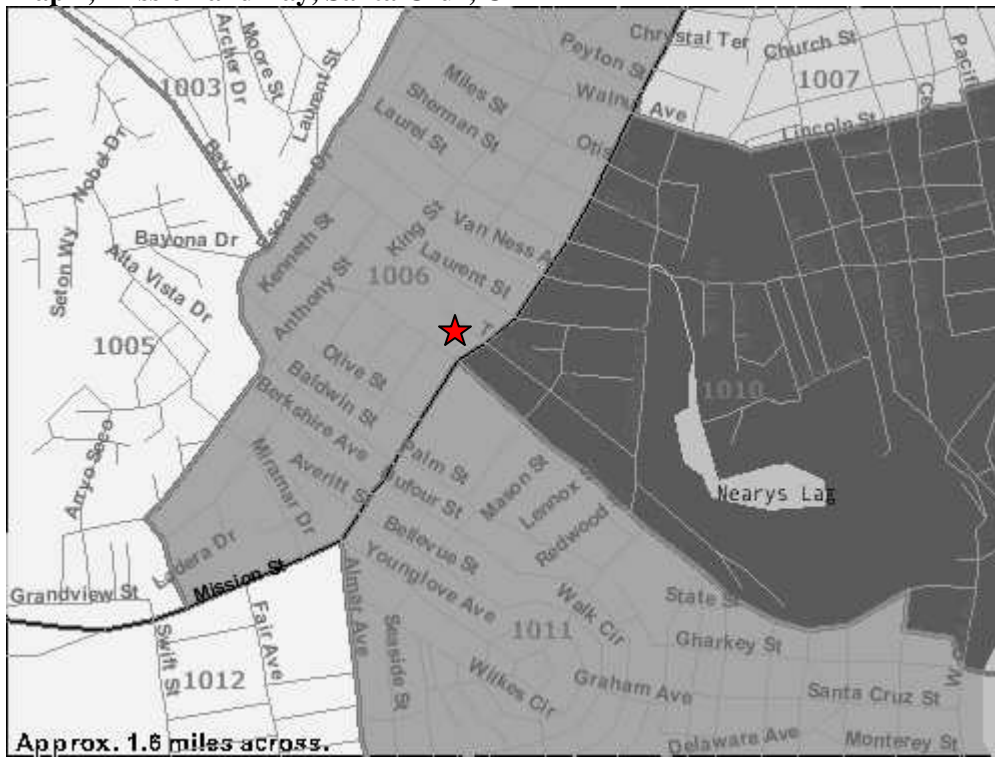 Chrystal Ter
Church St
Peyton St
Moore St
Archer Dr
1003
Laurent St
Miles St
Sherman St
Laurel St
Ave
1007
Lincoln St
Nobel Dr
Bay St
Escalona Dr
Seton Wy
Bayona Dr
Alta Vista Dr
Kenneth St
King St
Van Ness A
Laurent St
1006
Anthony St
1005
Olive St
Baldwin St
Berkshire Ave
Averitt St
Miramar Dr
1010
Nearys Lag
Arryo Seco
Palm St
ufour St
Mason St
Lennox
Redwood
Bellevue St
Younglove Ave
Ladera Dr
Mission St
Grandview St
Almar Ave
Fair Ave
Swift St
Seaside St
Walk Cir
State St
Gharkey St
1011
1012
Wilkes Cir
Graham Ave
Santa Cruz St
Delaware Ave
Monterey St
Approx. 1.6 miles across.